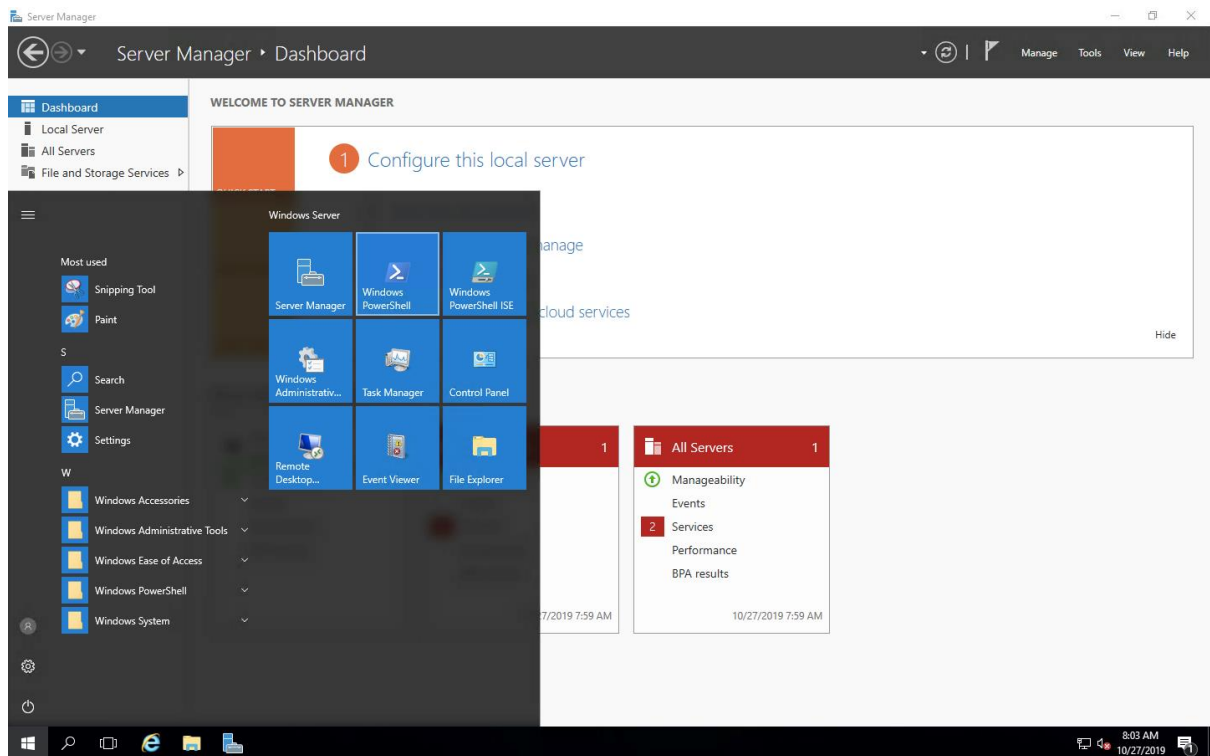 Server Manager
Server Manager • Dashboard
Manage Tools View Help
Dashboard
Local Server
All Servers
File and Storage Services
WELCOME TO SERVER MANAGER
1 Configure this local server
manage
cloud services
Hide
Windows Server
Most used
Snipping Tool
Paint
S
Search
Server Manager
Settings
W
Windows Accessories
Windows Administrative Tools
Windows Ease of Access
Windows PowerShell
Windows System
Server Manager
Windows PowerShell
Windows PowerShell ISE
Windows Administrativ...
Task Manager
Control Panel
Remote Desktop...
Event Viewer
File Explorer
1
7/2019 7:59 AM
All Servers 1
Manageability
Events
2 Services
Performance
BPA results
10/27/2019 7:59 AM
8:03 AM
10/27/2019
1